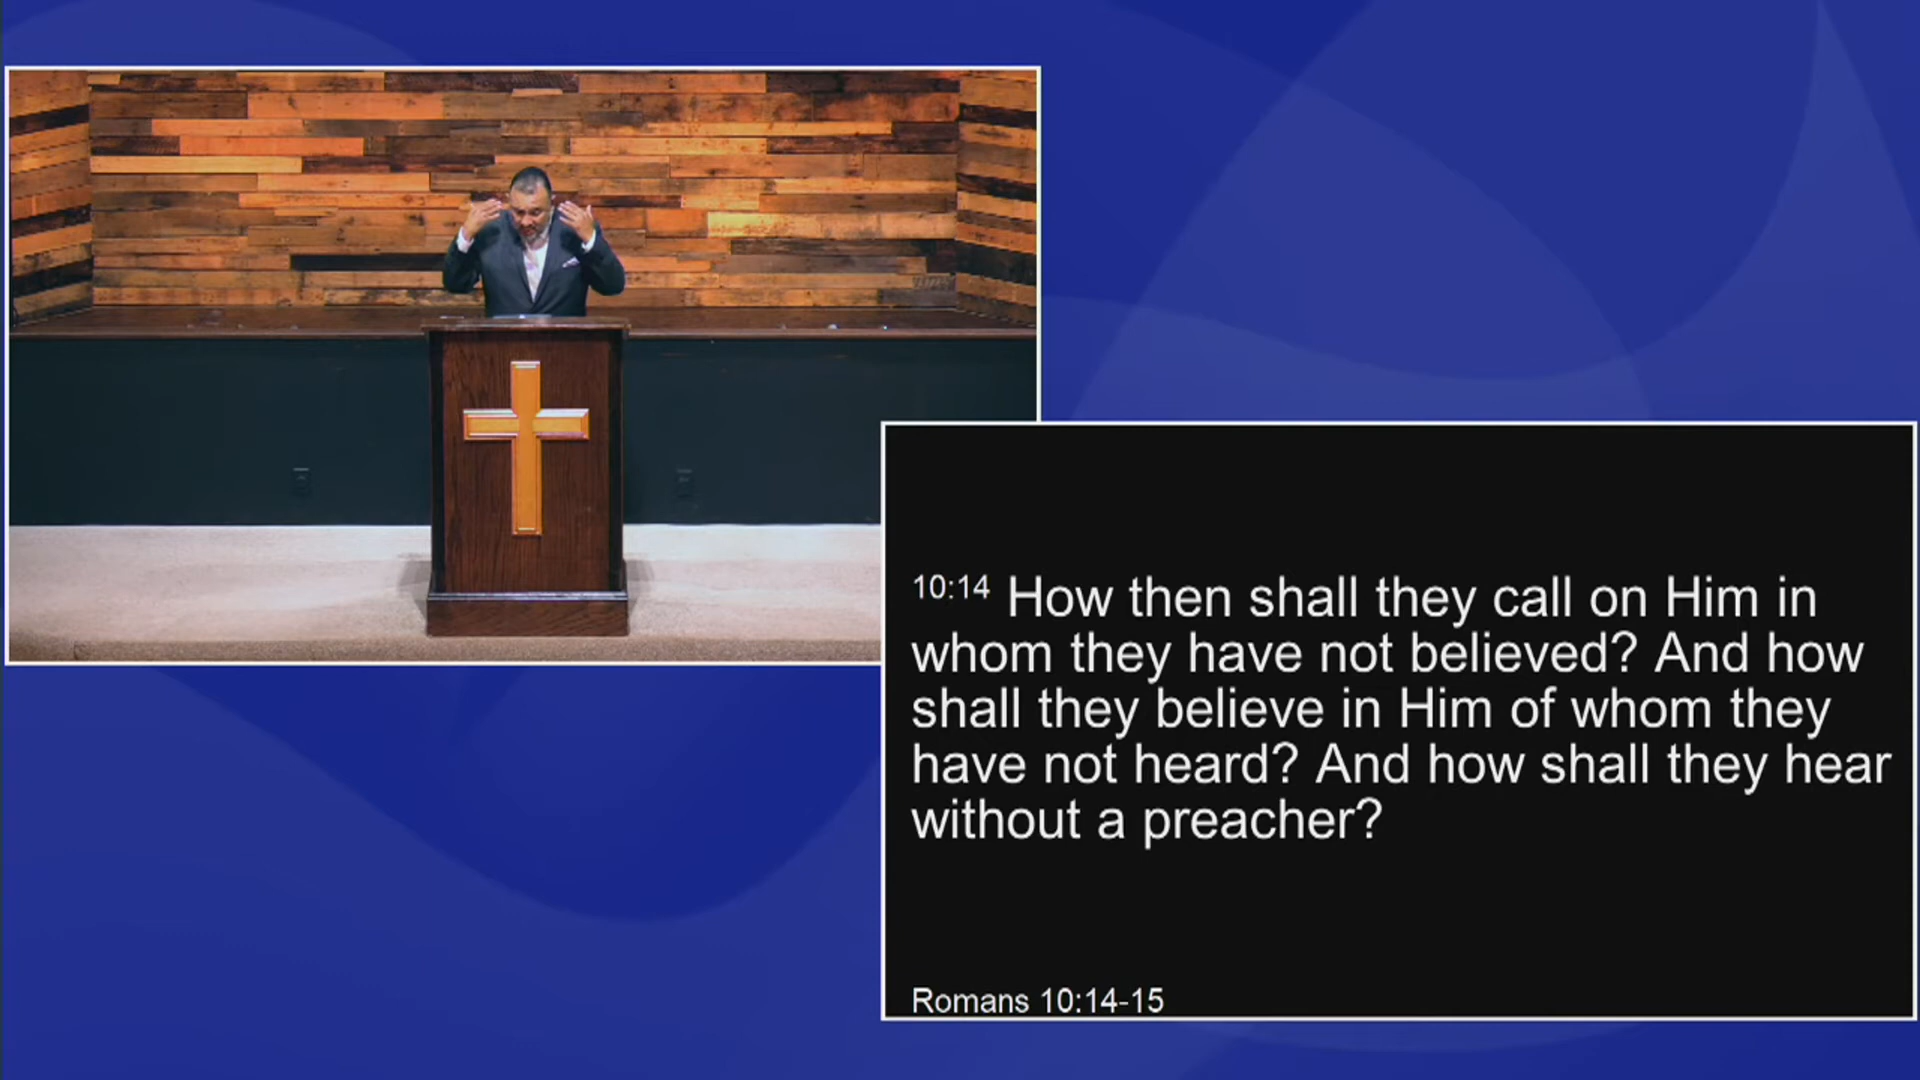 10:14 How then shall they call on Him in
whom they have not believed? And how
shall they believe in Him of whom they
have not heard? And how shall they hear
without a preacher?
Romans 10:14-15